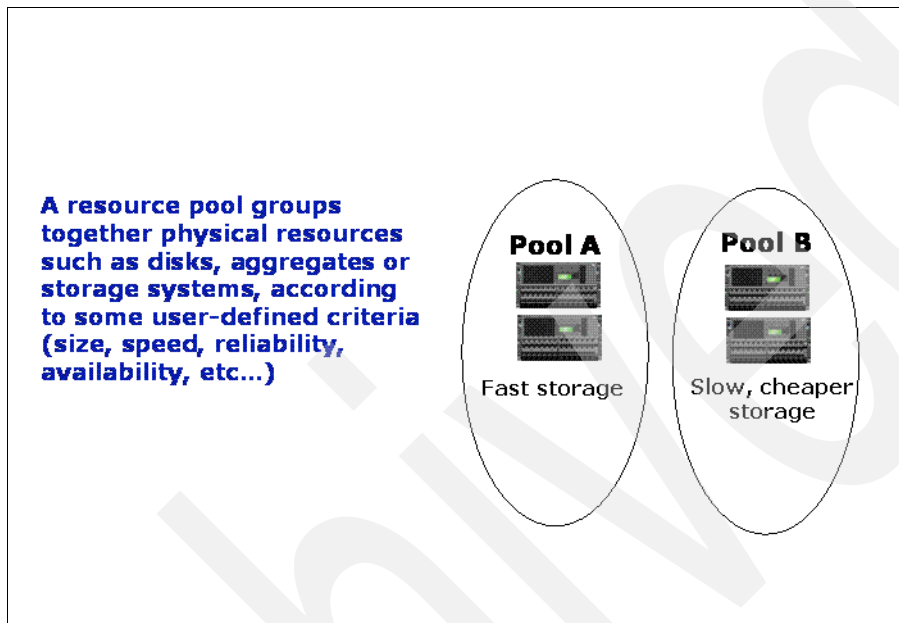 A resource pool groups
together physical resources
such as disks, aggregates or
storage systems, according
to some user-defined criteria
(size, speed, reliability,
availability, etc...)
Pool A
Fast storage
Pool B
Slow, cheaper
storage